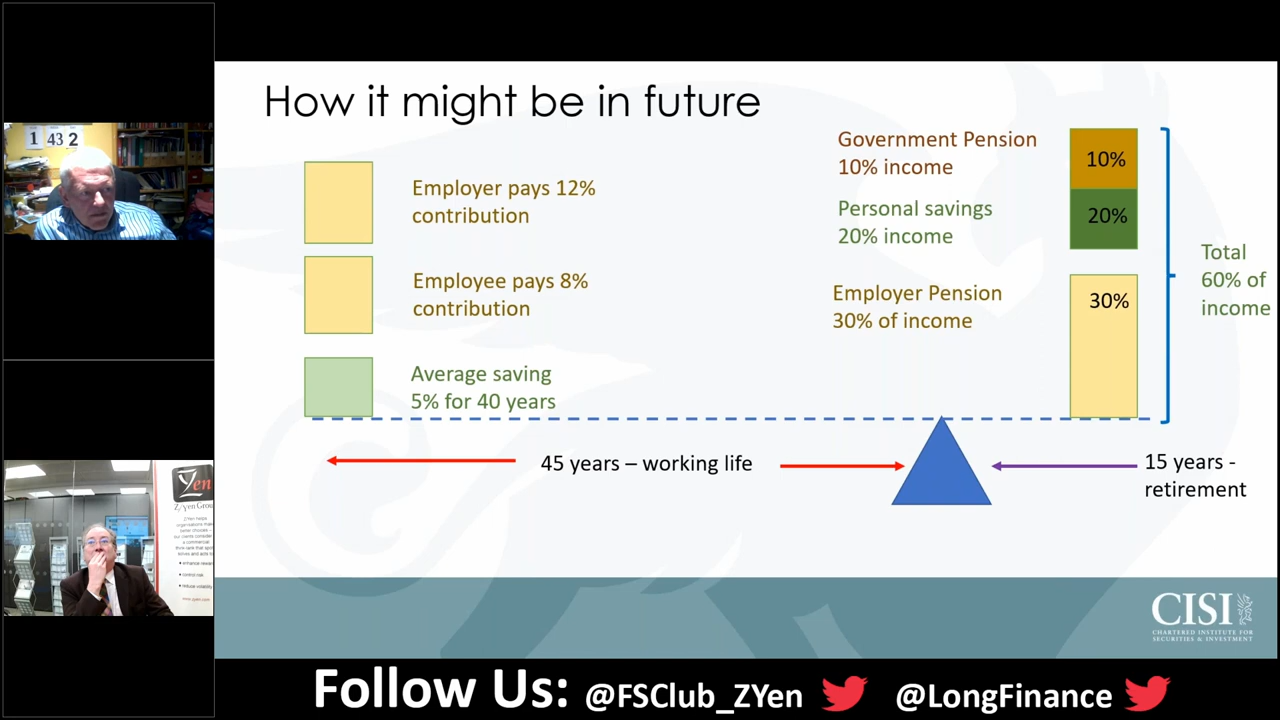 How it might be in future
Employer pays 12%
contribution
Employee pays 8%
contribution
Average saving
5% for 40 years
Government Pension
10% income
Personal savings
20% income
Employer Pension
30% of income
10%
20%
30%
Total
60% of
income
45 years – working life
15 years -
retirement
CISI
CHARTERED INSTITUTE FOR
SECURITIES & INVESTMENT
1 43 2
Z/Yen
Z/Yen Group
Follow Us: @FSClub_ZYen @LongFinance